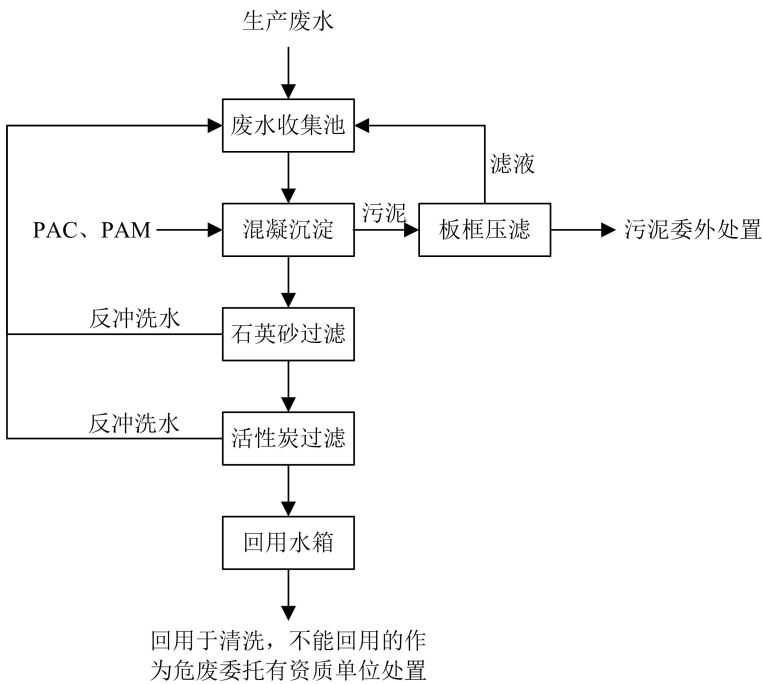 生产废水
废水收集池
滤液
PAC、PAM
混凝沉淀
污泥
板框压滤
污泥委外处置
反冲洗水
石英砂过滤
反冲洗水
活性炭过滤
回用水箱
回用于清洗，不能回用的作
为危废委托有资质单位处置